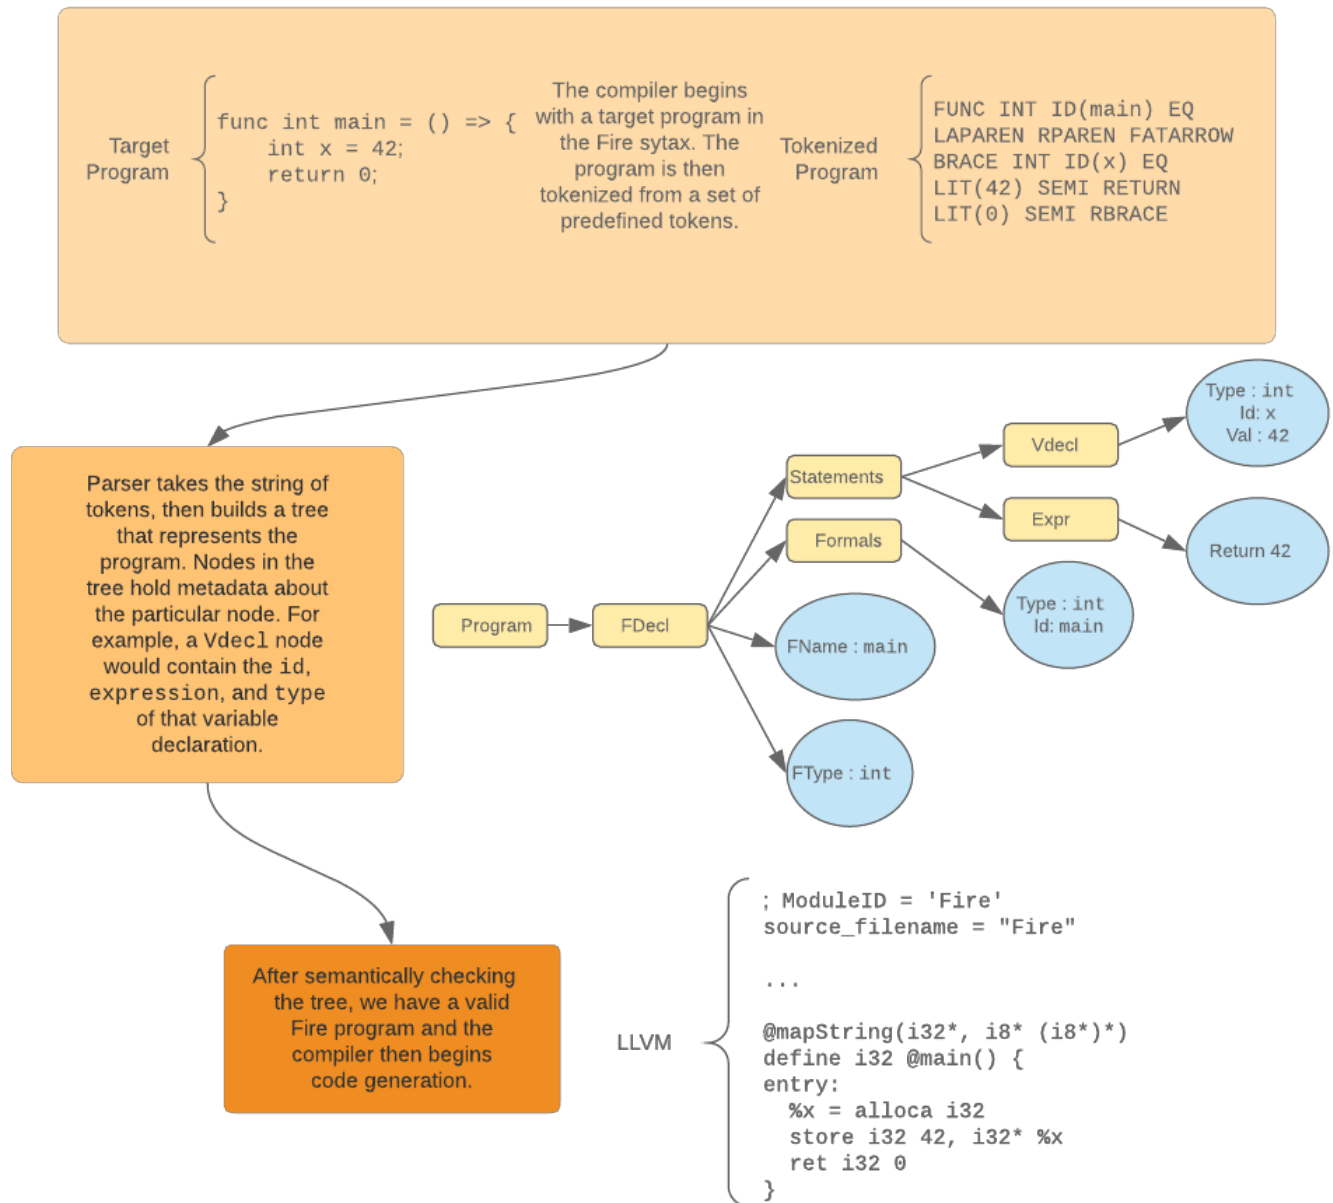 Target
Program
func int main = () => {
    int x = 42;
    return 0;
}
The compiler begins
with a target program in
the Fire sytax. The
program is then
tokenized from a set of
predefined tokens.
Tokenized
Program
FUNC INT ID(main) EQ
LAPAREN RPAREN FATARROW
BRACE INT ID(x) EQ
LIT(42) SEMI RETURN
LIT(0) SEMI RBRACE
Parser takes the string of
tokens, then builds a tree
that represents the
program. Nodes in the
tree hold metadata about
the particular node. For
example, a Vdecl node
would contain the id,
expression, and type
of that variable
declaration.
Program
FDecl
Statements
Formals
FName : main
FType : int
Vdecl
Expr
Type : int
Id: main
Type : int
Id: x
Val : 42
Return 42
After semantically checking
the tree, we have a valid
Fire program and the
compiler then begins
code generation.
LLVM
; ModuleID = 'Fire'
source_filename = "Fire"
...
@mapString(i32*, i8* (i8*)*)
define i32 @main() {
entry:
  %x = alloca i32
  store i32 42, i32* %x
  ret i32 0
}